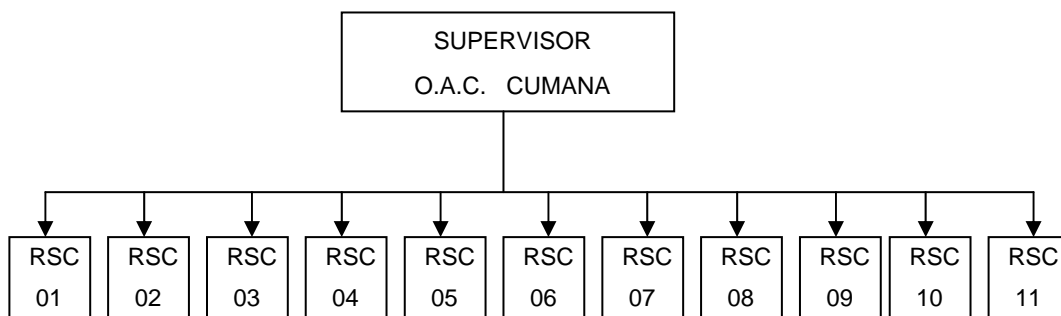 SUPERVISOR
O.A.C. CUMANA
RSC RSC RSC RSC RSC RSC RSC RSC RSC RSC RSC
01 02 03 04 05 06 07 08 09 10 11